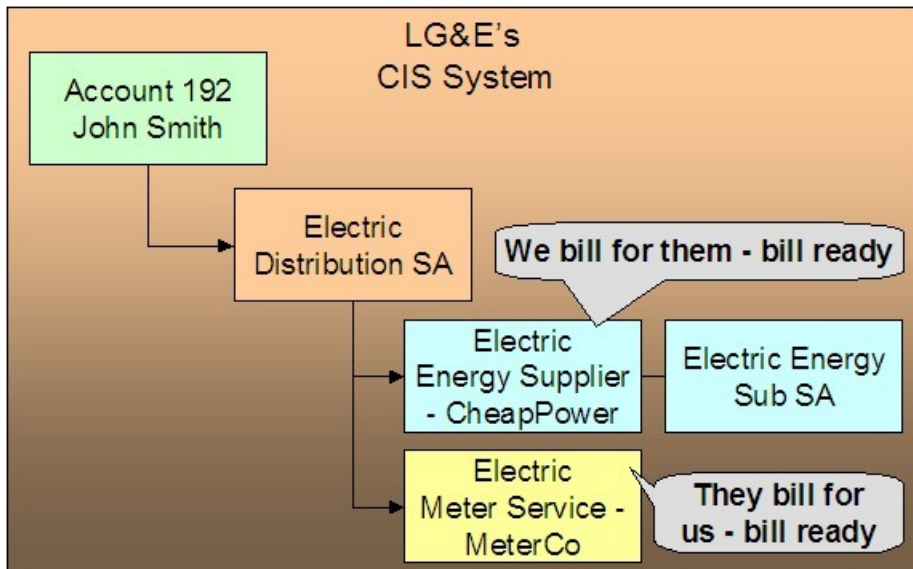 LG&E's
CIS System
Account 192
John Smith
Electric
Distribution SA
We bill for them - bill ready
Electric
Energy Supplier
- CheapPower
Electric Energy
Sub SA
Electric
Meter Service -
MeterCo
They bill for
us - bill ready